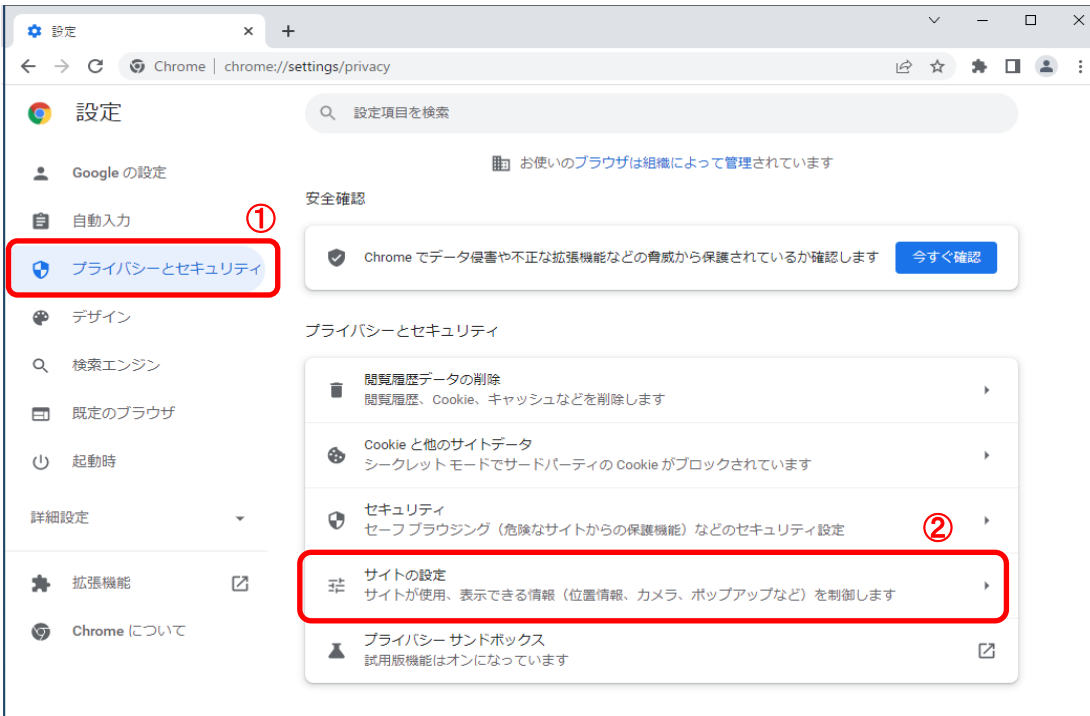 設定
Chrome | chrome://settings/privacy
設定
設定項目を検索
お使いのブラウザは組織によって管理されています
Google の設定
自動入力
①
プライバシーとセキュリティ
デザイン
検索エンジン
既定のブラウザ
起動時
詳細設定
拡張機能
Chrome について
安全確認
Chrome でデータ侵害や不正な拡張機能などの脅威から保護されているか確認します
今すぐ確認
プライバシーとセキュリティ
閲覧履歴データの削除
閲覧履歴、Cookie、キャッシュなどを削除します
Cookie と他のサイトデータ
シークレット モードでサードパーティの Cookie がブロックされています
セキュリティ
セーフ ブラウジング（危険なサイトからの保護機能）などのセキュリティ設定
②
サイトの設定
サイトが使用、表示できる情報（位置情報、カメラ、ポップアップなど）を制御します
プライバシー サンドボックス
試用版機能はオンになっています